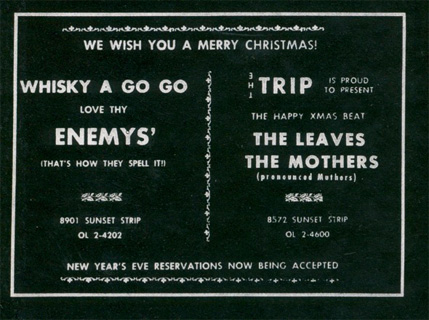 WE WISH YOU A MERRY CHRISTMAS!
WHISKY A GO GO
LOVE THY
ENEMYS'
(THAT'S HOW THEY SPELL IT!)
8901 SUNSET STRIP
OL 2-4202
THE TRIP IS PROUD
TO PRESENT
THE HAPPY XMAS BEAT
THE LEAVES
THE MOTHERS
(pronounced Muthers)
8572 SUNSET STRIP
OL 2-4600
NEW YEAR'S EVE RESERVATIONS NOW BEING ACCEPTED